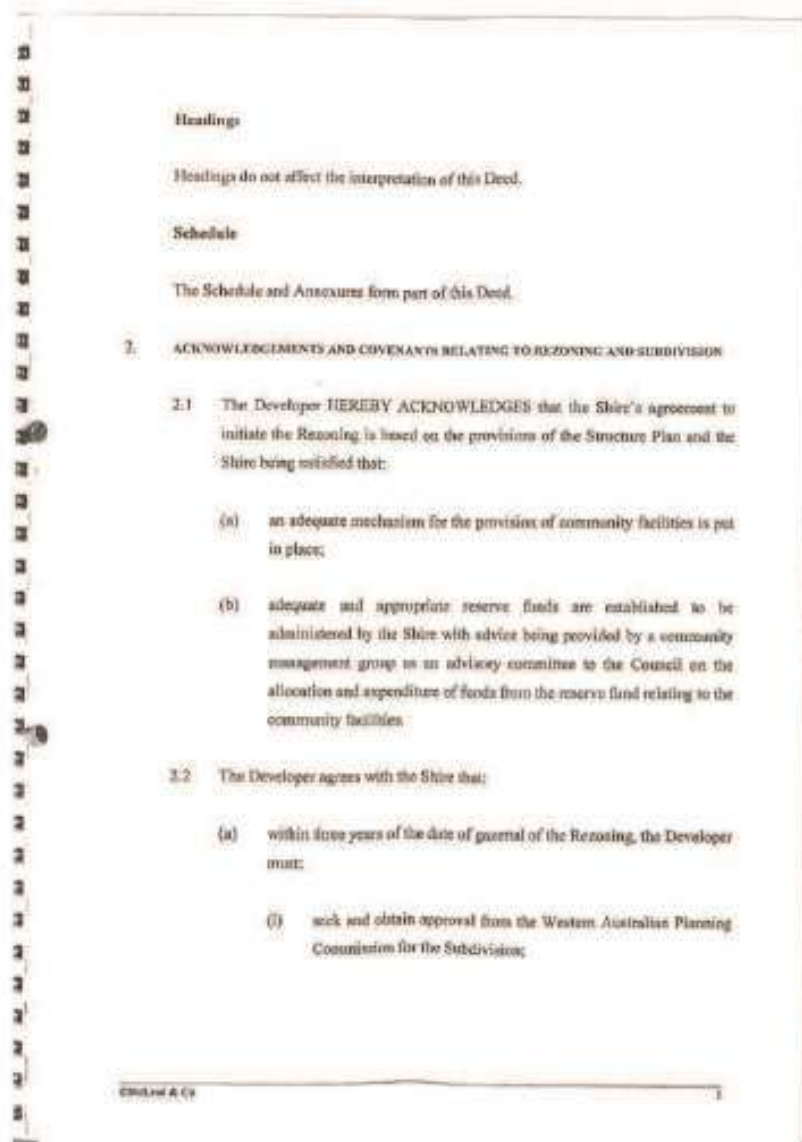 Headings
Headings do not affect the interpretation of this Deed.
Schedule
The Schedule and Annexures form part of this Deed.
2. ACKNOWLEDGEMENTS AND COVENANTS RELATING TO REZONING AND SUBDIVISION
2.1 The Developer HEREBY ACKNOWLEDGES that the Shire's agreement to
initiate the Rezoning is based on the provisions of the Structure Plan and the
Shire being satisfied that:
(a) an adequate mechanism for the provision of community facilities is put
in place;
(b) adequate and appropriate reserve funds are established to be
administered by the Shire with advice being provided by a community
management group as an advisory committee to the Council on the
allocation and expenditure of funds from the reserve fund relating to the
community facilities.
2.2 The Developer agrees with the Shire that:
(a) within three years of the date of gazettal of the Rezoning, the Developer
must:
(i) seek and obtain approval from the Western Australian Planning
Commission for the Subdivision;
& Co